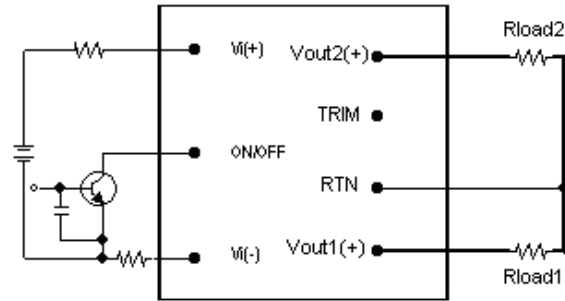 Rload2
Vi(+)
Vout2(+)
TRIM
ON/OFF
RTN
Vi(-)
Vout1(+)
Rload1